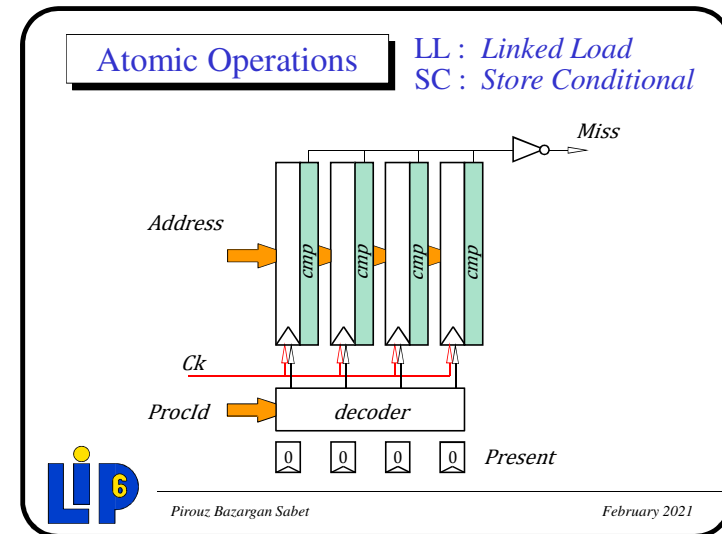 Atomic Operations
LL : Linked Load
SC : Store Conditional
Miss
Address
cmp cmp cmp cmp
Ck
ProcId
decoder
0 0 0 0 Present
LIP6
Pirouz Bazargan Sabet February 2021